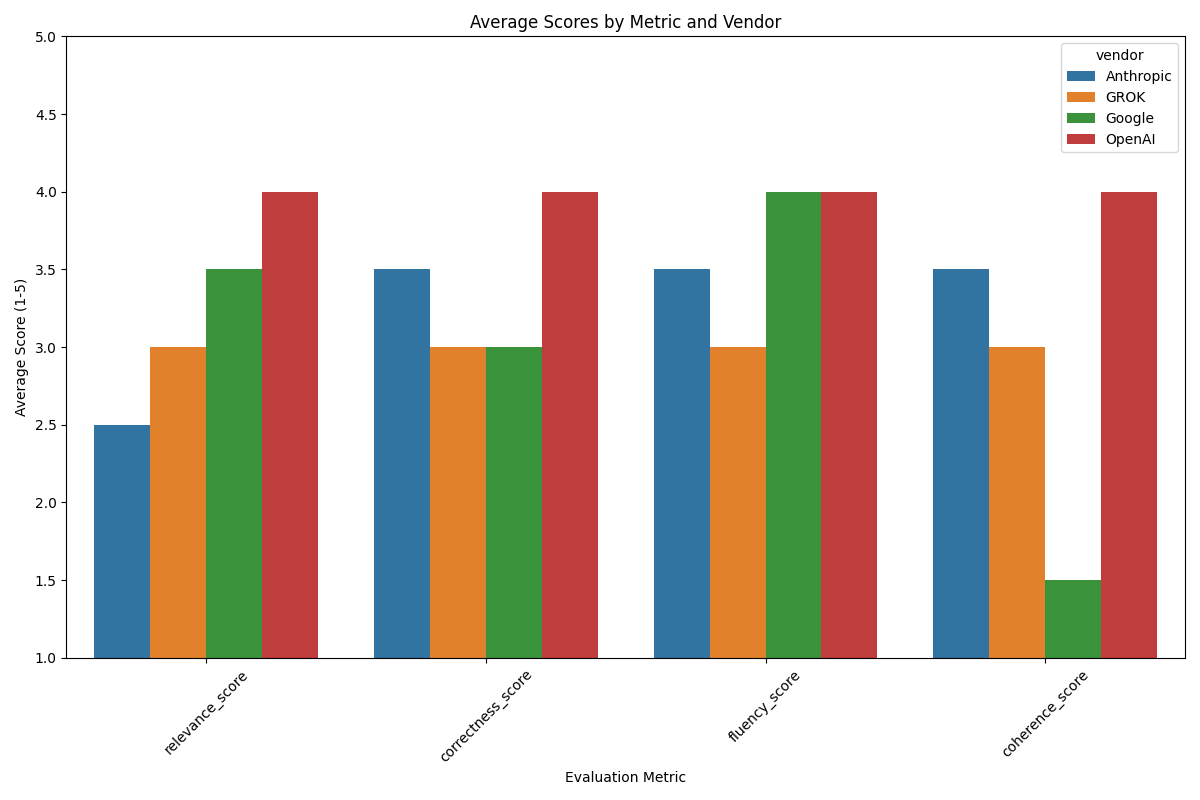 Average Scores by Metric and Vendor
5.0
4.5
4.0
3.5
3.0
2.5
2.0
1.5
1.0
Average Score (1-5)
vendor
Anthropic
GROK
Google
OpenAI
relevance_score
correctness_score
fluency_score
coherence_score
Evaluation Metric